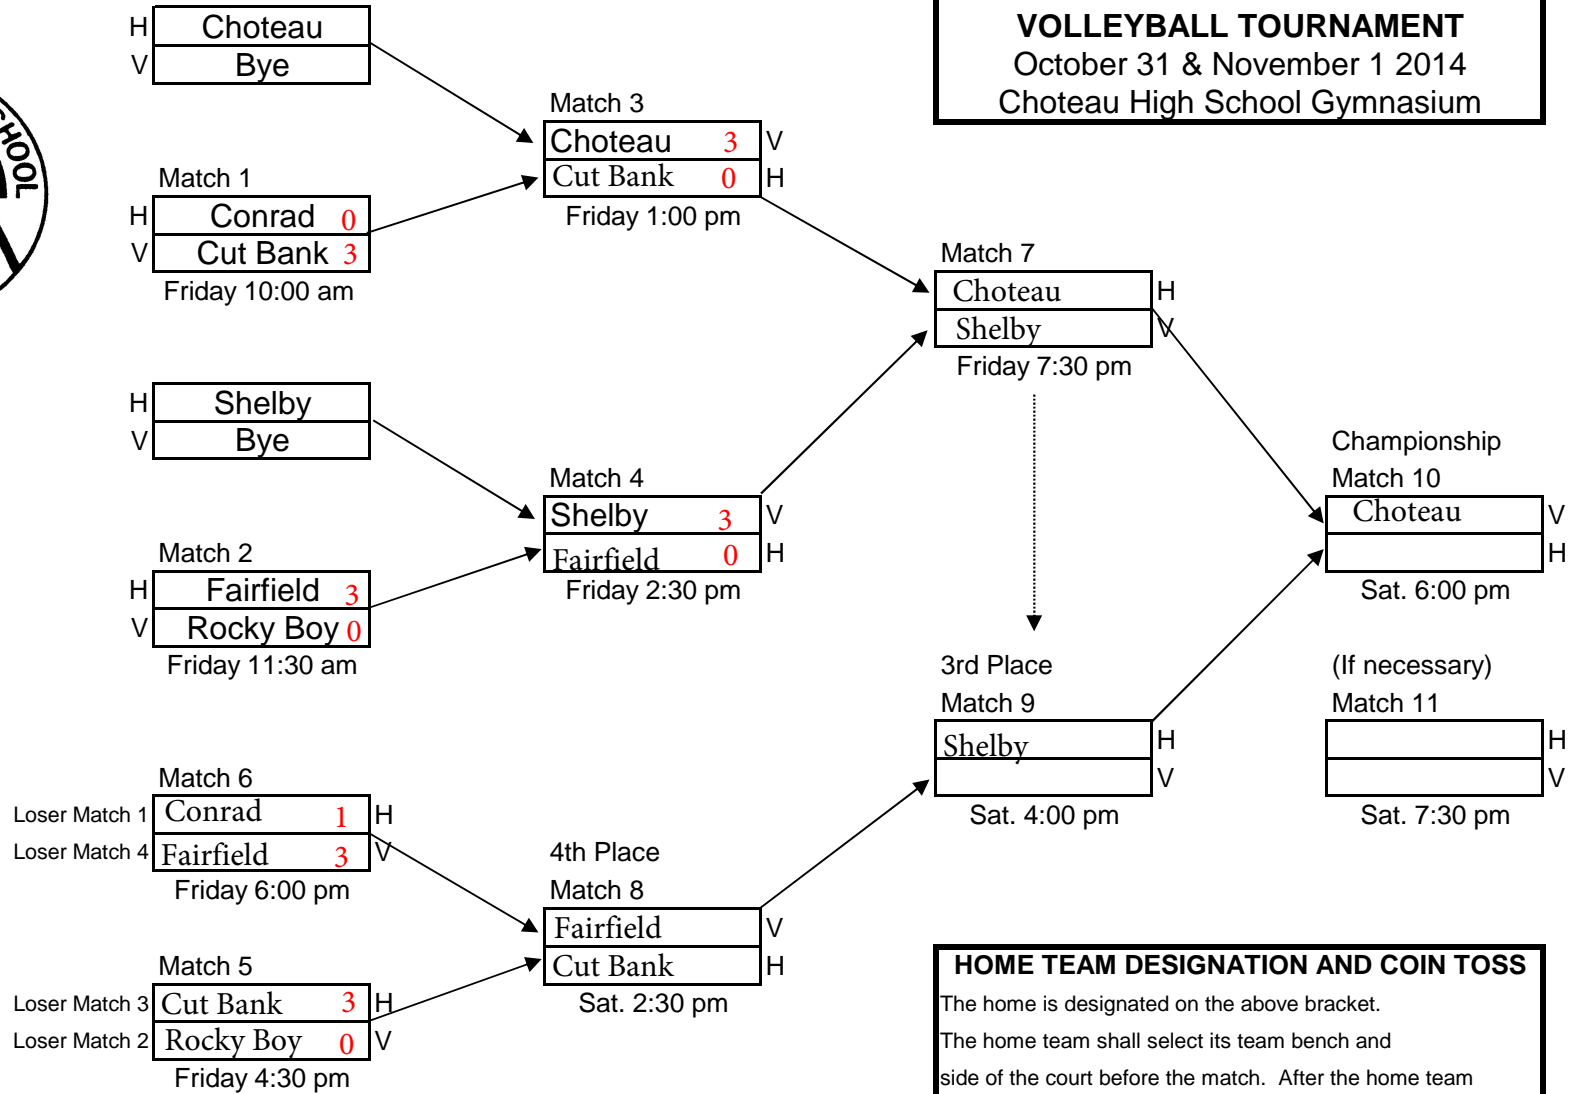 H Choteau
V Bye
VOLLEYBALL TOURNAMENT
October 31 & November 1 2014
Choteau High School Gymnasium
Match 3
Choteau 3 V
Cut Bank 0 H
Friday 1:00 pm
Match 1
H Conrad 0
V Cut Bank 3
Friday 10:00 am
Match 7
Choteau H
Shelby V
Friday 7:30 pm
H Shelby
V Bye
Match 4
Shelby 3 V
Fairfield 0 H
Friday 2:30 pm
Championship
Match 10
Choteau V
H
Sat. 6:00 pm
Match 2
H Fairfield 3
V Rocky Boy 0
Friday 11:30 am
3rd Place
Match 9
Shelby H
V
Sat. 4:00 pm
(If necessary)
Match 11
H
V
Sat. 7:30 pm
Match 6
Loser Match 1 Conrad 1 H
Loser Match 4 Fairfield 3 V
Friday 6:00 pm
4th Place
Match 8
Fairfield V
Cut Bank H
Sat. 2:30 pm
Match 5
Loser Match 3 Cut Bank 3 H
Loser Match 2 Rocky Boy 0 V
Friday 4:30 pm
HOME TEAM DESIGNATION AND COIN TOSS
The home is designated on the above bracket.
The home team shall select its team bench and
side of the court before the match. After the home team